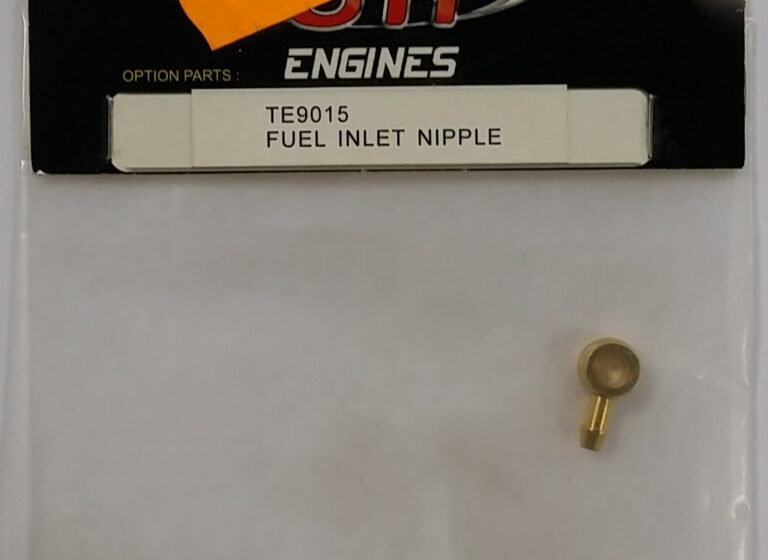 ENGINES
OPTION PARTS :
TE9015
FUEL INLET NIPPLE